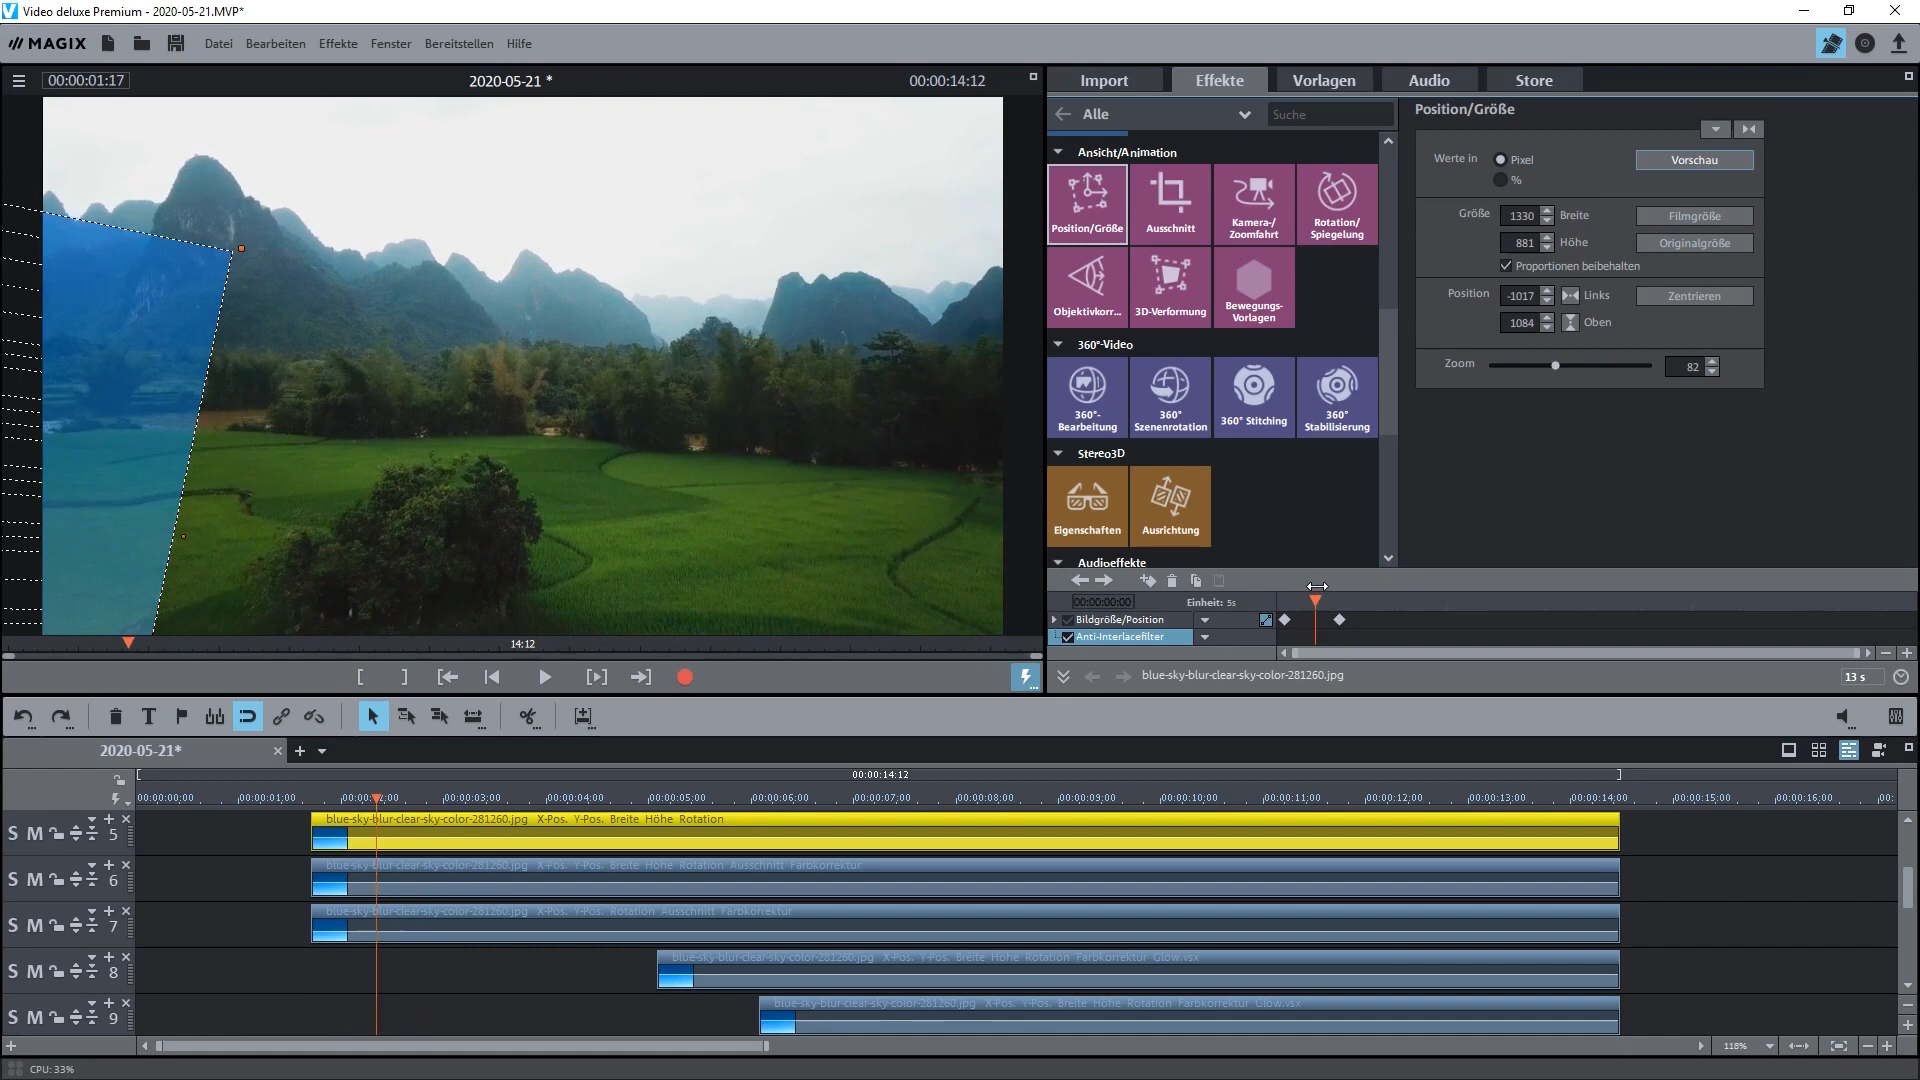 Video deluxe Premium - 2020-05-21.MVP*
MAGIX Datei Bearbeiten Effekte Fenster Bereitstellen Hilfe
00:00:01:17 2020-05-21 * 00:00:14:12
Import Effekte Vorlagen Audio Store
Alle Suche
Position/Größe
Ansicht/Animation
Position/Größe Ausschnitt Kamera-/Zoomfahrt Rotation/Spiegelung
Objektivkorr... 3D-Verformung Bewegungs-Vorlagen
360°-Video
360°-Bearbeitung 360° Szenenrotation 360° Stitching 360° Stabilisierung
Stereo3D
Eigenschaften Ausrichtung
Audioeffekte
Werte in Pixel Vorschau
%
Größe 1330 Breite Filmgröße
881 Höhe Originalgröße
Proportionen beibehalten
Position -1017 Links Zentrieren
1084 Oben
Zoom 82
00:00:00:00 Einheit: 5s
Bildgröße/Position
Anti-Interlacefilter
14:12
blue-sky-blur-clear-sky-color-281260.jpg 13 s
2020-05-21*
00:00:14:12
00:00:00;00 00:00:01;00 00:00:02;00 00:00:03;00 00:00:04;00 00:00:05;00 00:00:06;00 00:00:07;00 00:00:08;00 00:00:09;00 00:00:10;00 00:00:11;00 00:00:12;00 00:00:13;00 00:00:14;00 00:00:15;00 00:00:16;00 00:
S M 5 blue-sky-blur-clear-sky-color-281260.jpg X-Pos. Y-Pos. Breite Höhe Rotation
S M 6 blue-sky-blur-clear-sky-color-281260.jpg X-Pos. Y-Pos. Breite Höhe Rotation Ausschnitt Farbkorrektur
S M 7 blue-sky-blur-clear-sky-color-281260.jpg X-Pos. Y-Pos. Rotation Ausschnitt Farbkorrektur
S M 8 blue-sky-blur-clear-sky-color-281260.jpg X-Pos. Y-Pos. Breite Höhe Rotation Farbkorrektur Glow.vsx
S M 9 blue-sky-blur-clear-sky-color-281260.jpg X-Pos. Y-Pos. Breite Höhe Rotation Farbkorrektur Glow.vsx
118%
CPU: 33%